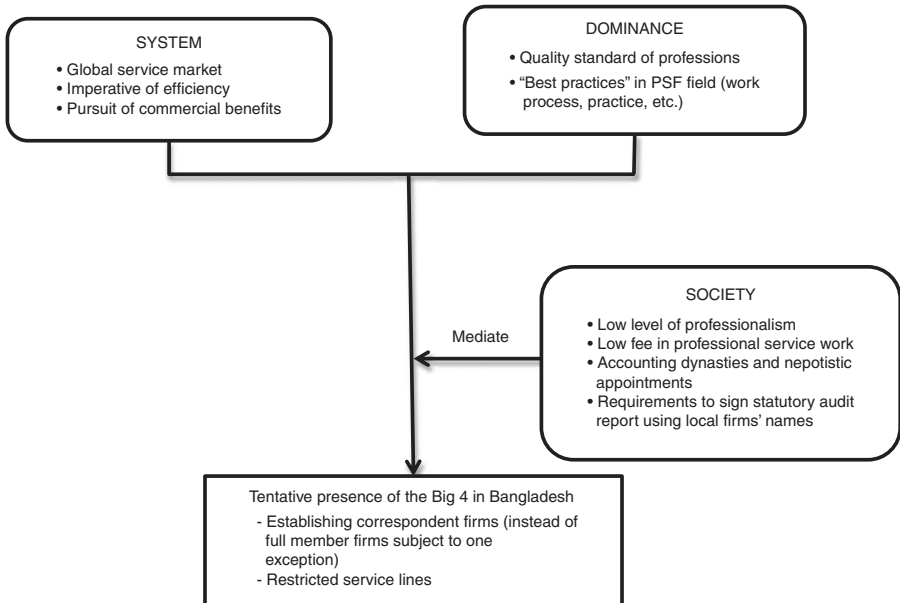 SYSTEM
• Global service market
• Imperative of efficiency
• Pursuit of commercial benefits
DOMINANCE
• Quality standard of professions
• “Best practices” in PSF field (work
process, practice, etc.)
SOCIETY
• Low level of professionalism
• Low fee in professional service work
• Accounting dynasties and nepotistic
appointments
• Requirements to sign statutory audit
report using local firms’ names
Mediate
Tentative presence of the Big 4 in Bangladesh
- Establishing correspondent firms (instead of
full member firms subject to one
exception)
- Restricted service lines